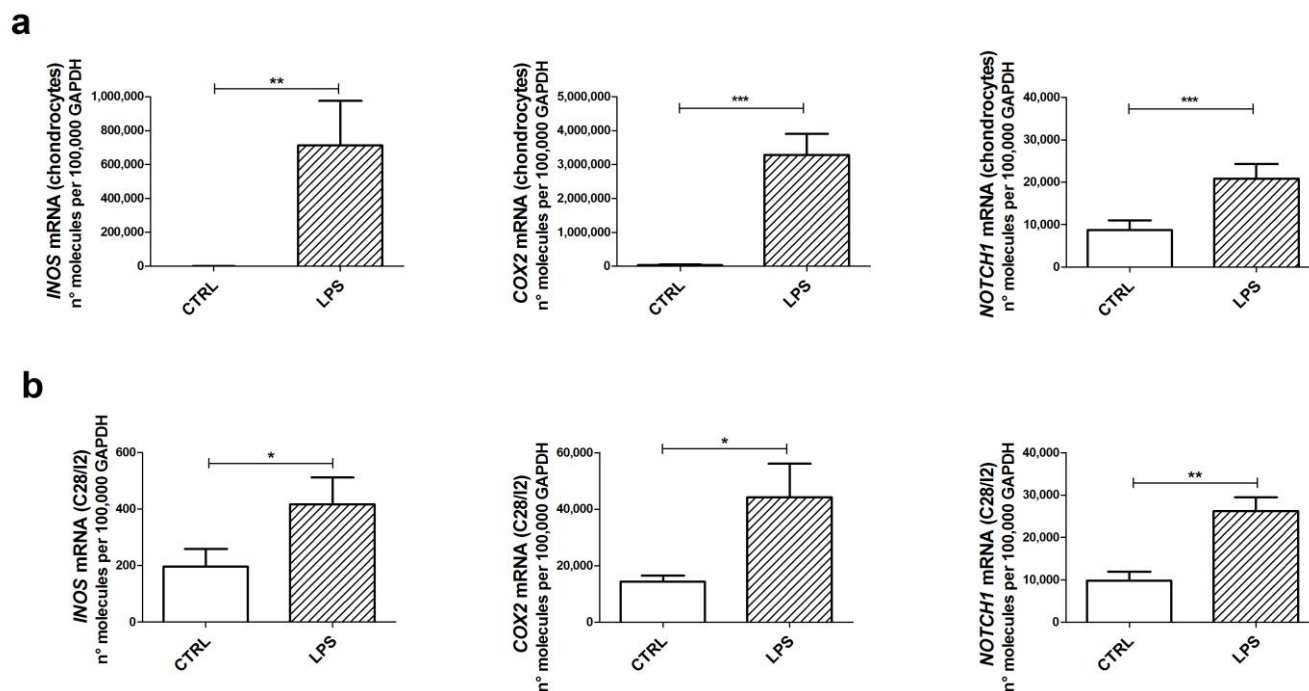 a
INOS mRNA (chondrocytes)
n° molecules per 100,000 GAPDH
1,000,000
800,000
600,000
400,000
200,000
0
**
CTRL
LPS
COX2 mRNA (chondrocytes)
n° molecules per 100,000 GAPDH
5,000,000
4,000,000
3,000,000
2,000,000
1,000,000
0
***
CTRL
LPS
NOTCH1 mRNA (chondrocytes)
n° molecules per 100,000 GAPDH
40,000
30,000
20,000
10,000
0
***
CTRL
LPS
b
INOS mRNA (C28/I2)
n° molecules per 100,000 GAPDH
600
400
200
0
*
CTRL
LPS
COX2 mRNA (C28/I2)
n° molecules per 100,000 GAPDH
60,000
40,000
20,000
0
*
CTRL
LPS
NOTCH1 mRNA (C28/I2)
n° molecules per 100,000 GAPDH
40,000
30,000
20,000
10,000
0
**
CTRL
LPS